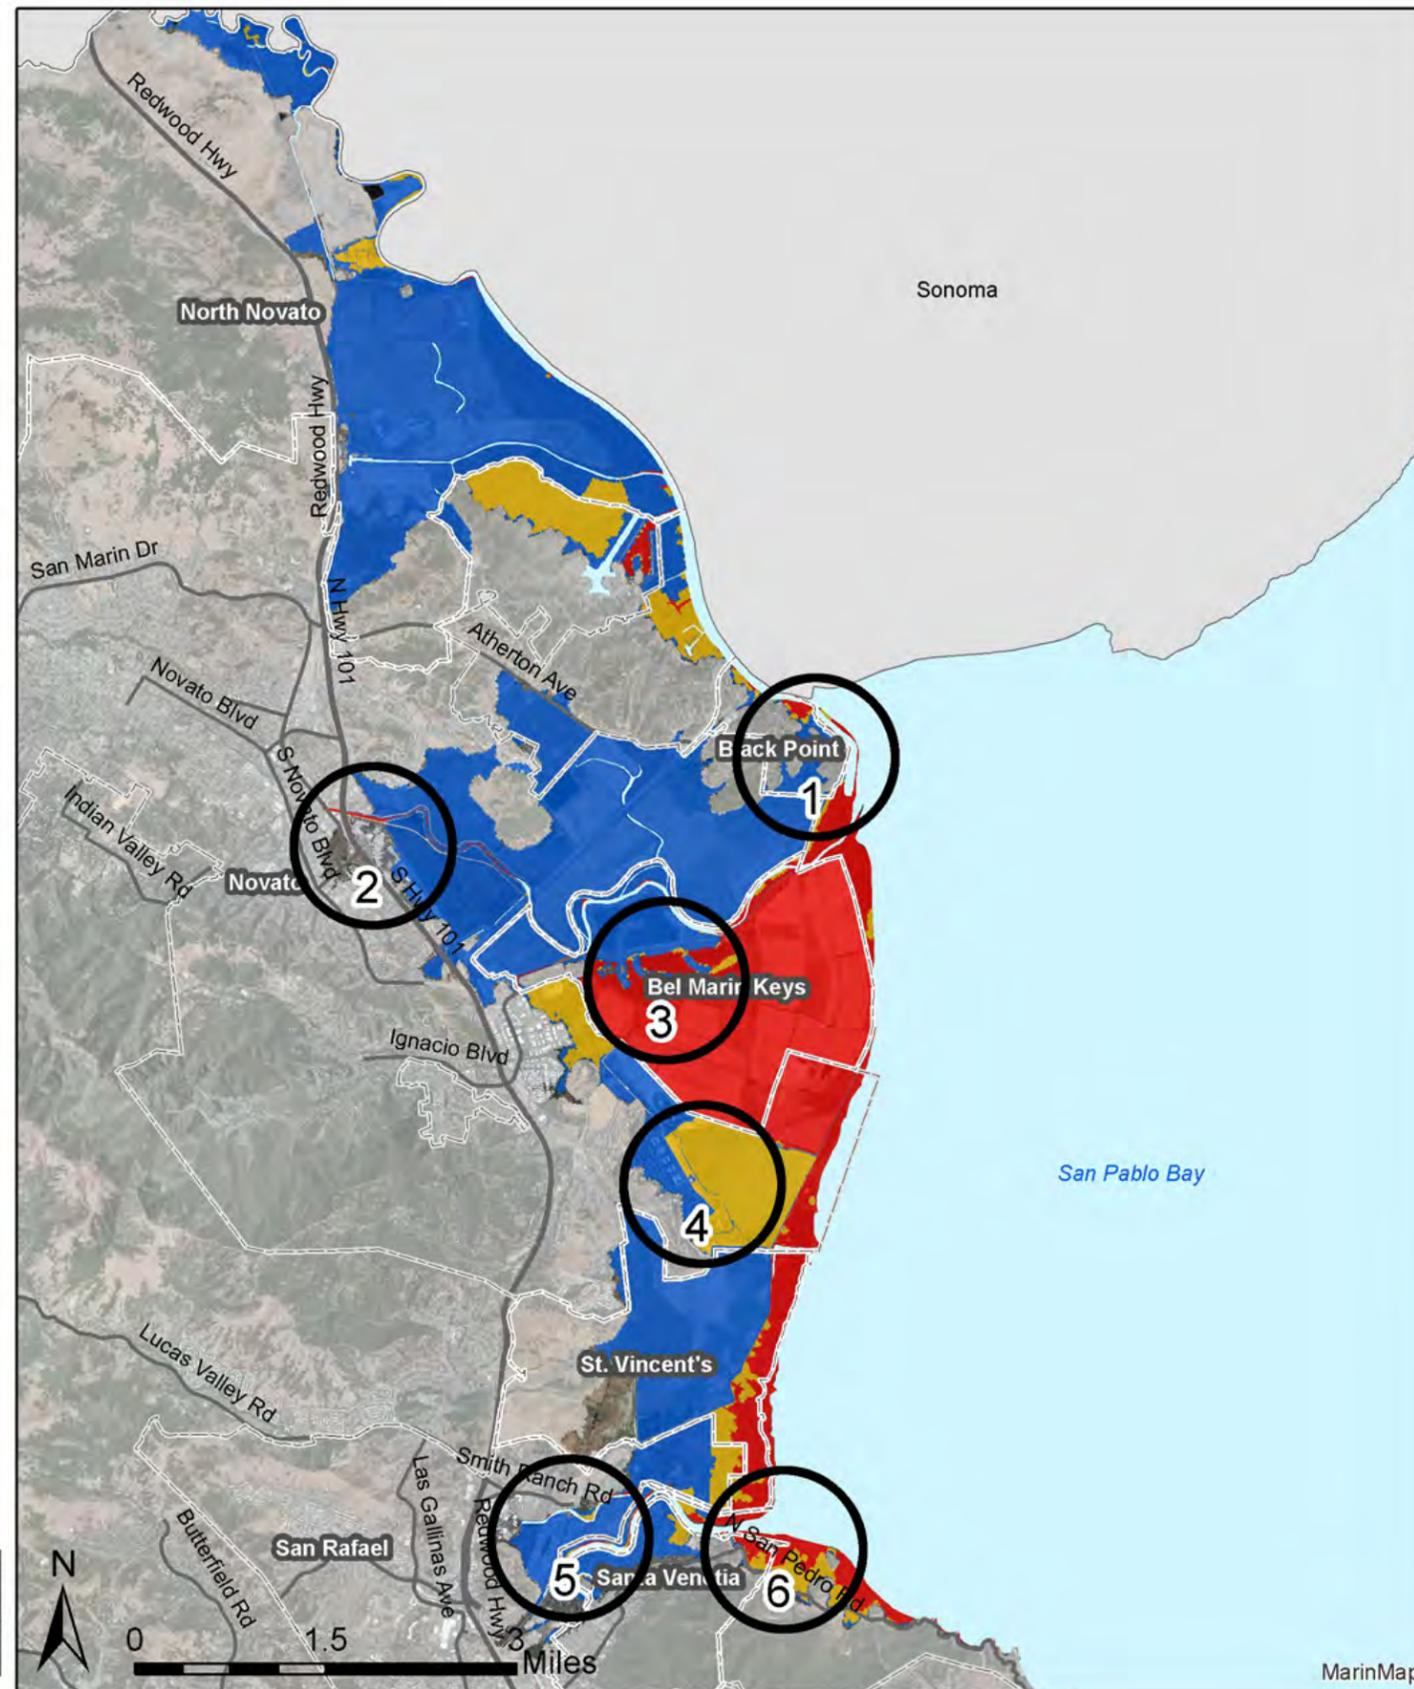 Redwood Hwy
Sonoma
North Novato
Redwood Hwy
San Marin Dr
N Hwy 101
Atherton Ave
Novato Blvd
Black Point
1
S Novato Blvd
Indian Valley Rd
2
Novato
S Hwy 101
Bel Marin Keys
3
Ignacio Blvd
San Pablo Bay
4
St. Vincent's
Lucas Valley Rd
Smith Ranch Rd
Las Gallinas Ave
Redwood Hwy
N San Pedro Rd
Butterfield Rd
San Rafael
5
Santa Venetia
6
N
0 1.5 3
Miles
MarinMap